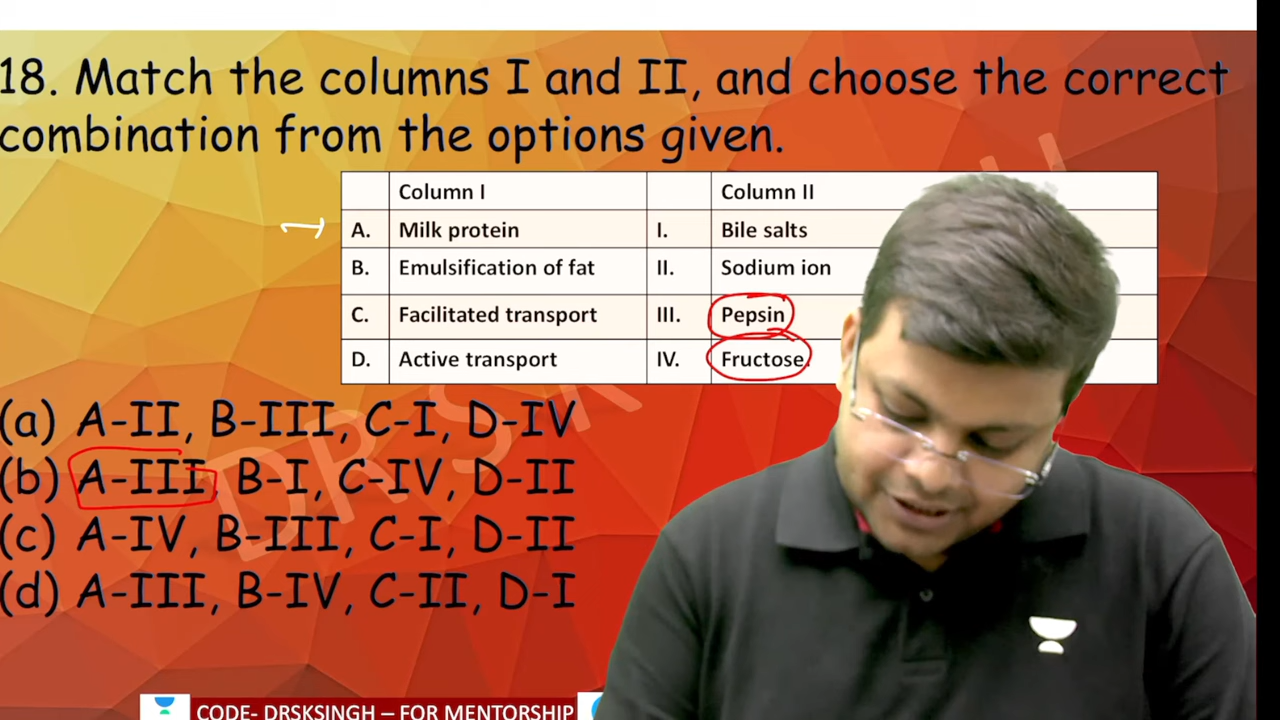 18. Match the columns I and II, and choose the correct
combination from the options given.
Column I Column II
A. Milk protein I. Bile salts
B. Emulsification of fat II. Sodium ion
C. Facilitated transport III. Pepsin
D. Active transport IV. Fructose
(a) A-II, B-III, C-I, D-IV
(b) A-III, B-I, C-IV, D-II
(c) A-IV, B-III, C-I, D-II
(d) A-III, B-IV, C-II, D-I
DR S
CODE- DRSKSINGH – FOR MENTORSHIP